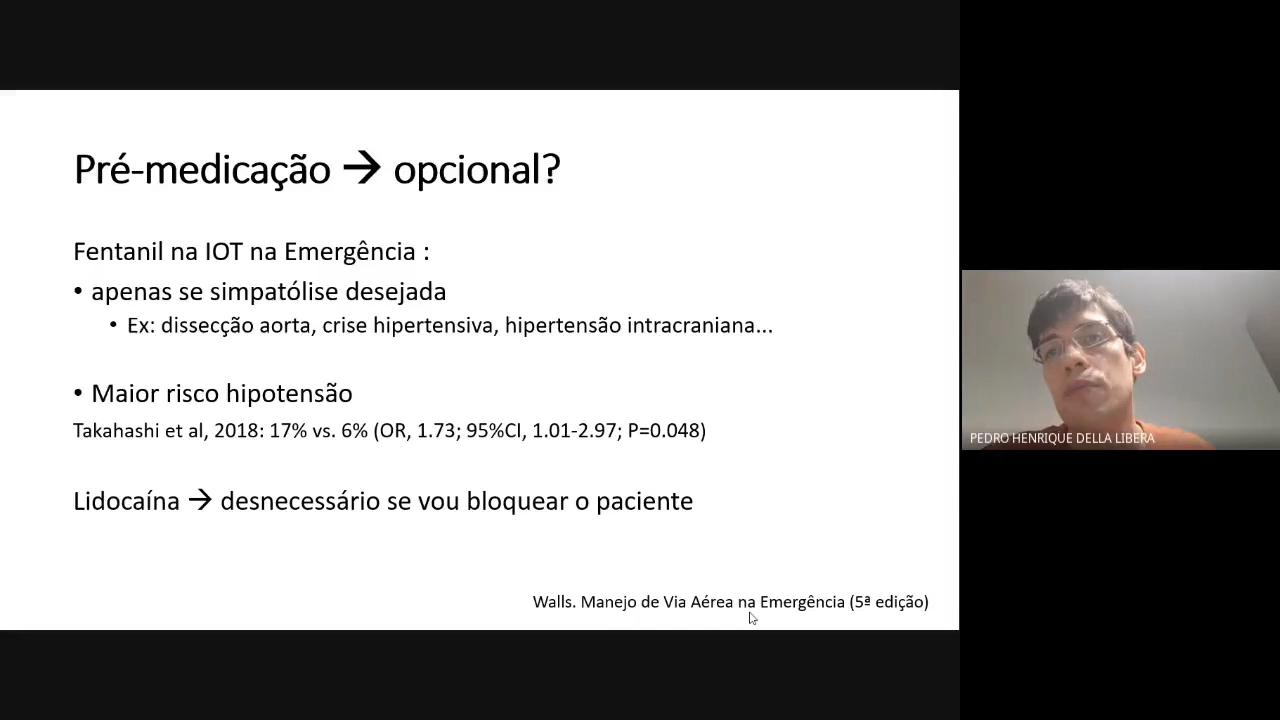 Pré-medicação → opcional?
Fentanil na IOT na Emergência :
• apenas se simpatólise desejada
• Ex: dissecção aorta, crise hipertensiva, hipertensão intracraniana...
• Maior risco hipotensão
Takahashi et al, 2018: 17% vs. 6% (OR, 1.73; 95%CI, 1.01-2.97; P=0.048)
Lidocaína → desnecessário se vou bloquear o paciente
Walls. Manejo de Via Aérea na Emergência (5ª edição)
PEDRO HENRIQUE DELLA LIBERA